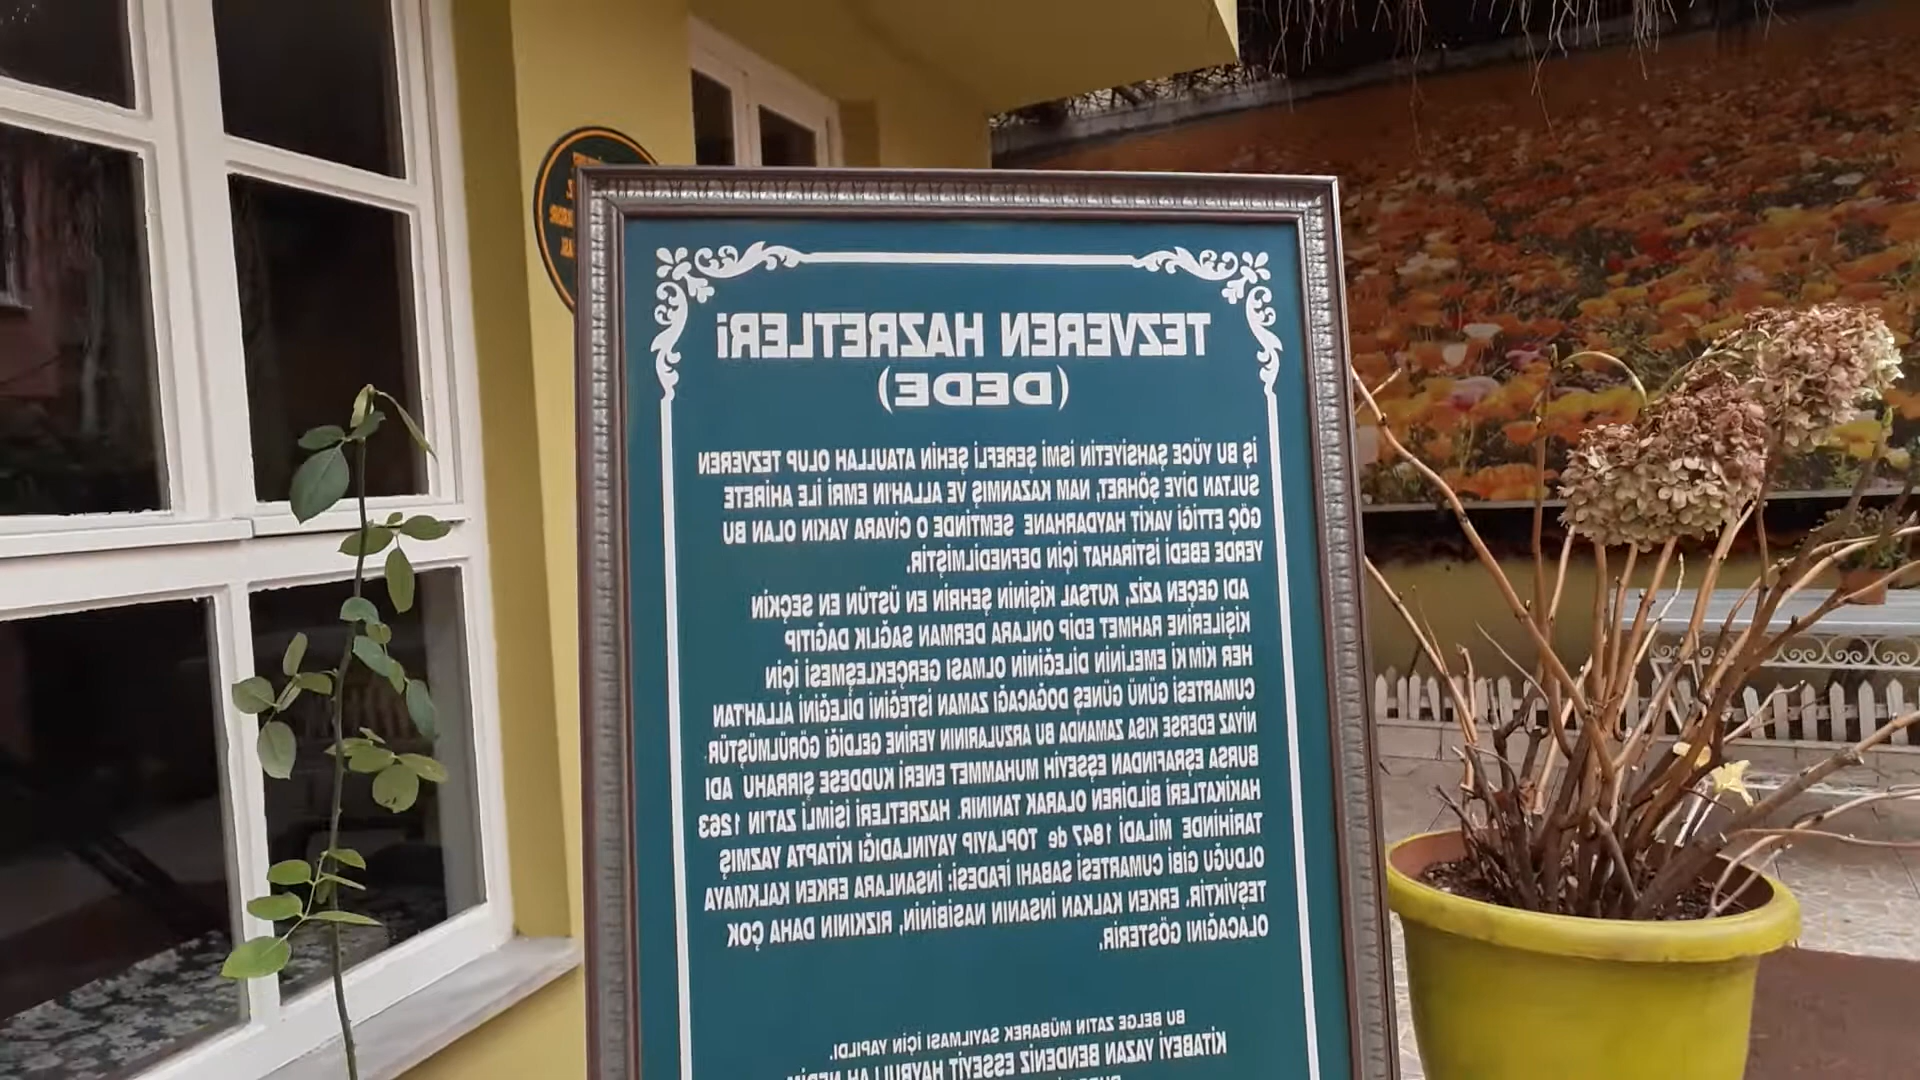 TEZVEREN HAZRETLERİ
(DEDE)
İŞ BU YÜCE ŞAHSİYETİN İSMİ ŞEREFLİ ŞEHİN ATAULLAH OLUP TEZVEREN
SULTAN DİYE ŞÖHRET, NAM KAZANMIŞ VE ALLAH'IN EMRİ İLE AHİRETE
GÖÇ ETTİĞİ VAKİT HAYDARHANE SEMTİNDE O CİVARA YAKIN OLAN BU
YERDE EBEDİ İSTİRAHAT İÇİN DEFNEDİLMİŞTİR.
ADI GEÇEN AZİZ, KUTSAL KİŞİNİN ŞEHRİN EN ÜSTÜN EN SEÇKİN
KİŞİLERİNE RAHMET EDİP ONLARA DERMAN SAĞLIK DAĞITIP
HER KİM Kİ EMELİNİN DİLEĞİNİN OLMASI GERÇEKLEŞMESİ İÇİN
CUMARTESİ GÜNÜ GÜNEŞ DOĞACAĞI ZAMAN İSTEĞİNİ DİLEĞİNİ ALLAHTAN
NİYAZ EDERSE KISA ZAMANDA BU ARZULARININ YERİNE GELDİĞİ GÖRÜLMÜŞTÜR
BURSA EŞRAFINDAN EŞŞEYİH MUHAMMET ENERİ KUDDESE ŞIRRAHU ADI
HAKİKATLERİ BİLDİREN OLARAK TANINIR. HAZRETLERİ İSİMLİ ZATIN 1263
TARİHİNDE MİLADİ 1847 de TOPLAYIP YAYINLADIĞI KİTAPTA YAZMIŞ
OLDUĞU GİBİ CUMARTESİ SABAHI İFADESİ; İNSANLARA ERKEN KALKMAYA
TEŞVİKTİR. ERKEN KALKAN İNSANIN NASİBİNİN, RIZKININ DAHA ÇOK
OLACAĞINI GÖSTERİR.
BU BELGE ZATIN MÜBAREK SAYILMASI İÇİN YAPILDI.
KİTABEYİ YAZAN BENDENİZ ESSEYİT HAYRULLAH NEDİM